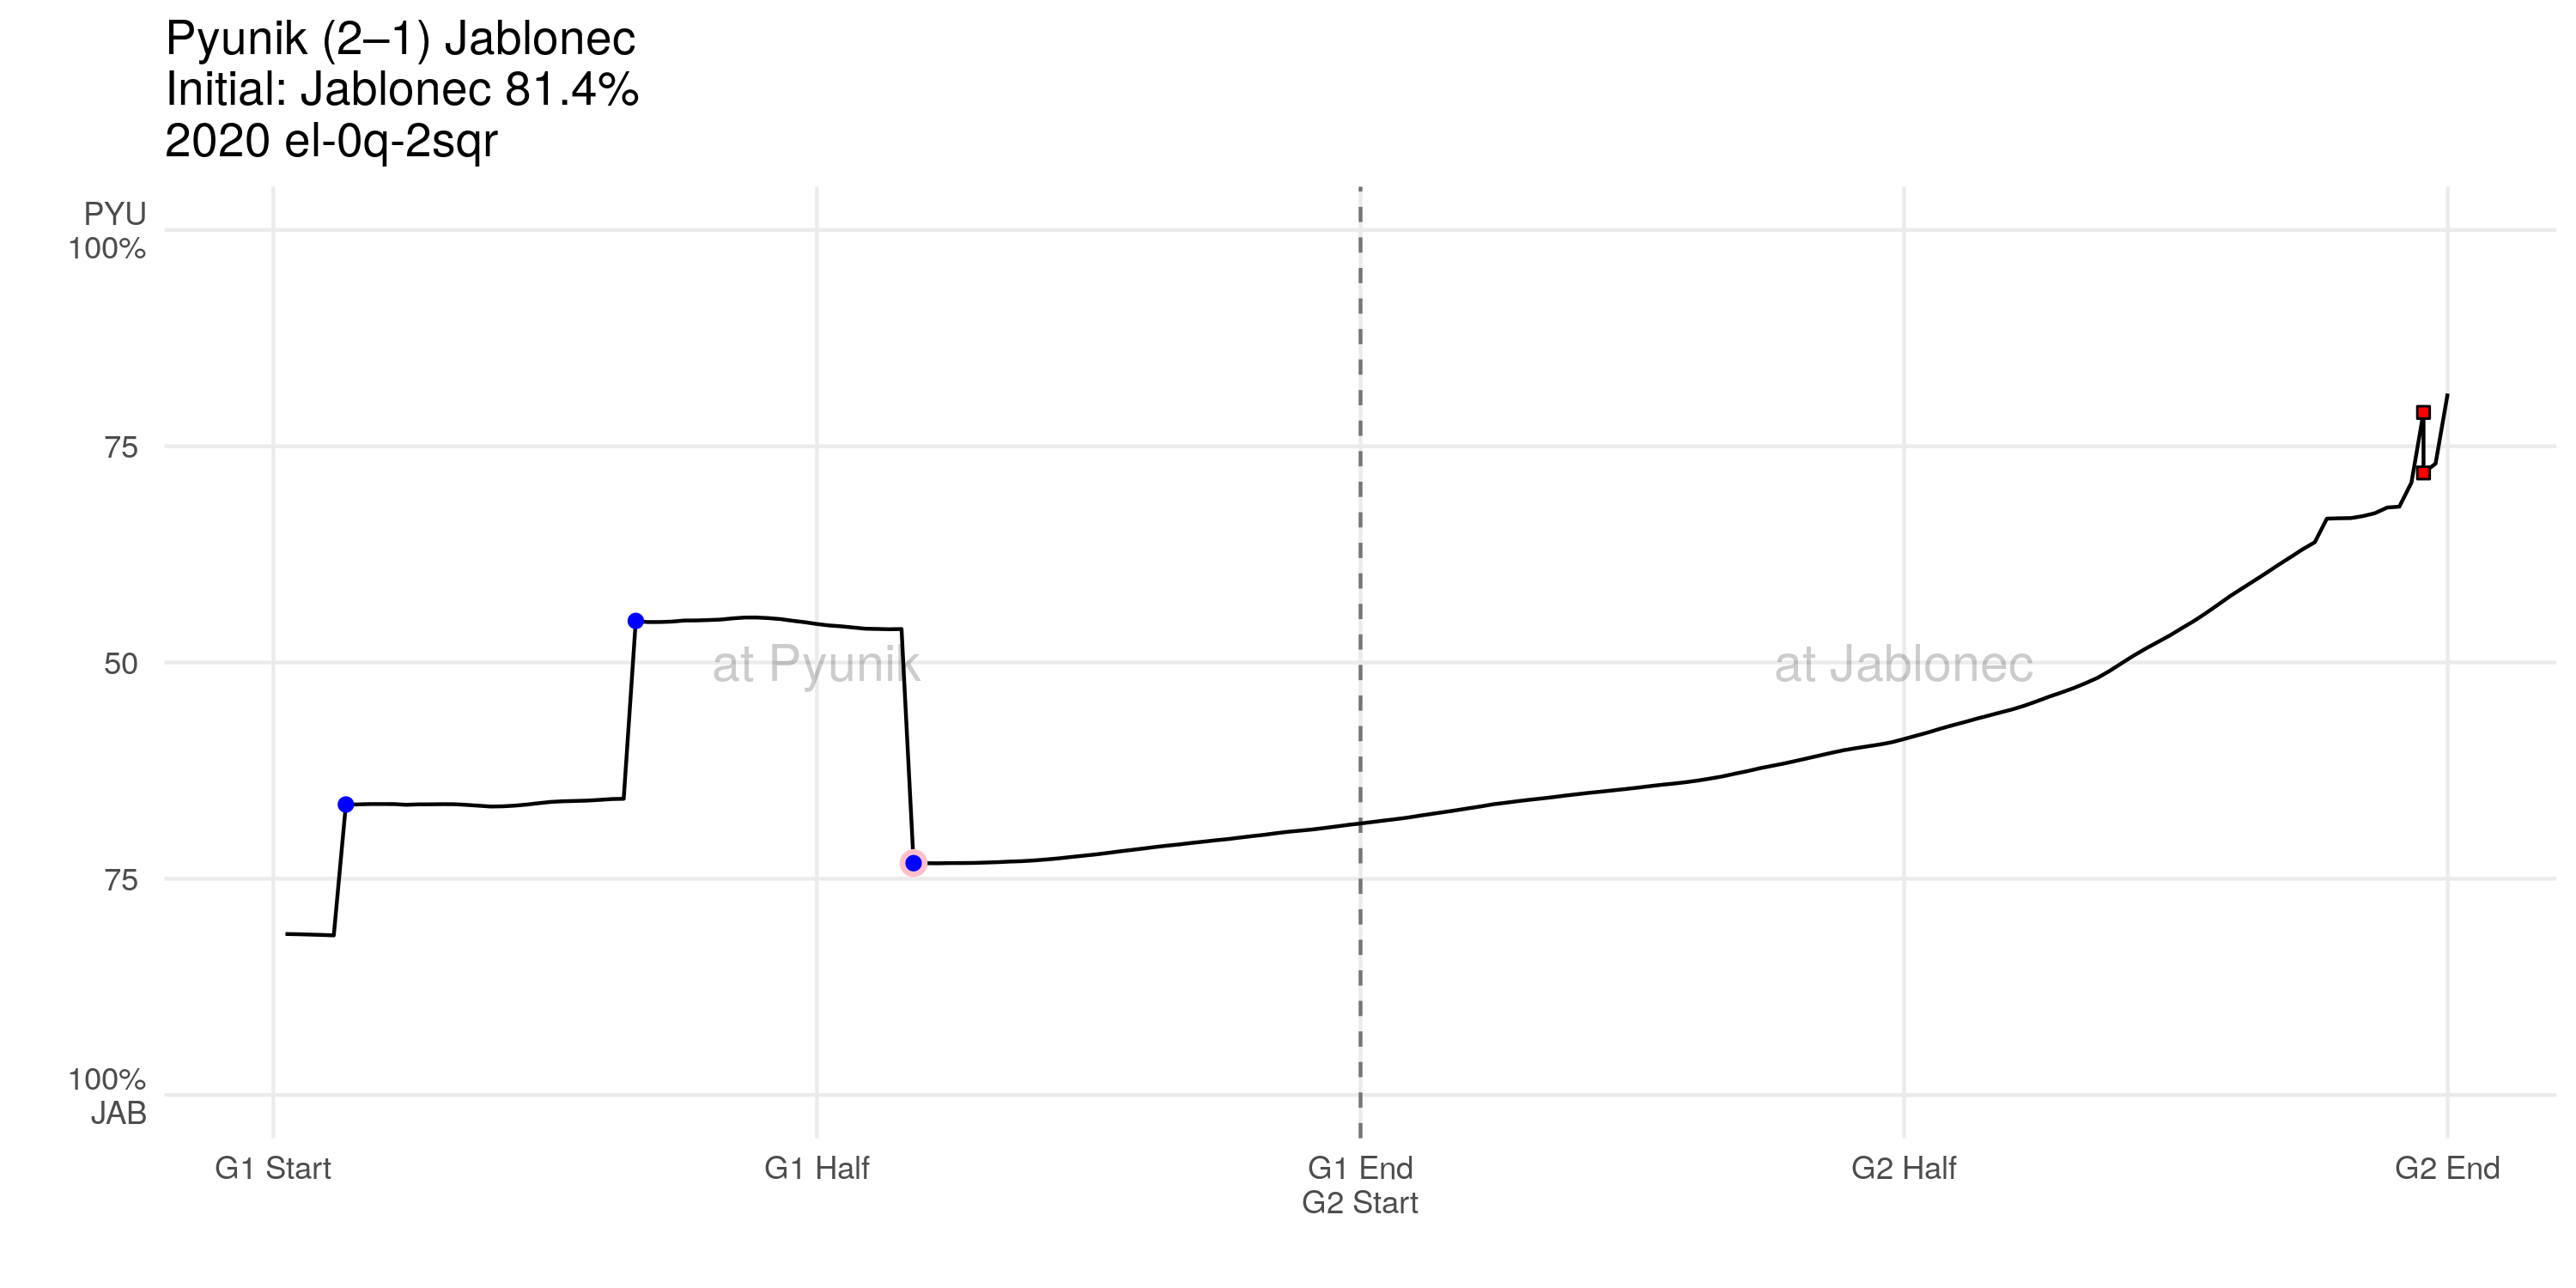 Pyunik (2–1) Jablonec
Initial: Jablonec 81.4%
2020 el-0q-2sqr
PYU
100%
75
50
75
100%
JAB
at Pyunik
at Jablonec
G1 Start
G1 Half
G1 End
G2 Start
G2 Half
G2 End